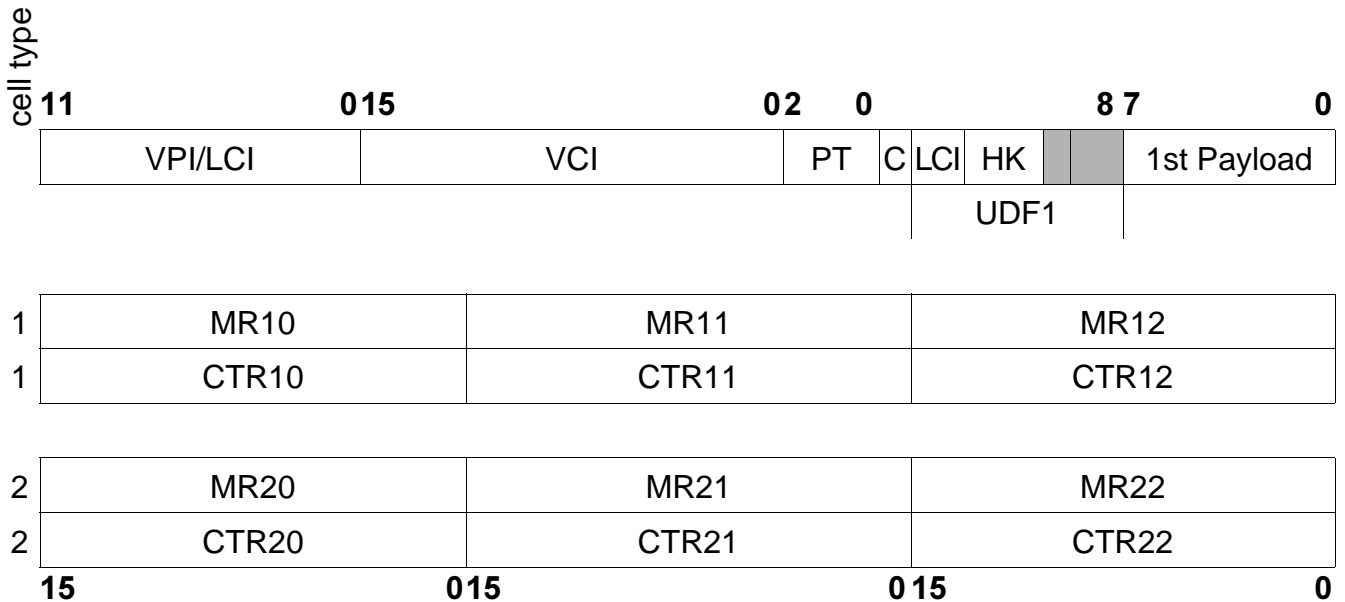 cell type
11 0 15 0 2 0 8 7 0
VPI/LCI VCI PT C LCI HK 1st Payload
UDF1
1 MR10 MR11 MR12
1 CTR10 CTR11 CTR12
2 MR20 MR21 MR22
2 CTR20 CTR21 CTR22
15 0 15 0 15 0